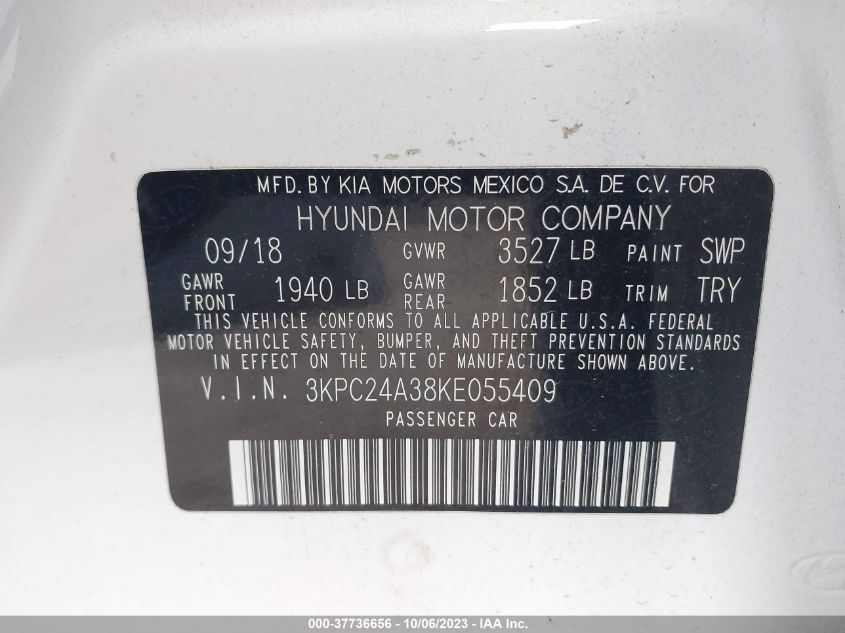 MFD. BY KIA MOTORS MEXICO S.A. DE C.V. FOR
HYUNDAI MOTOR COMPANY
09/18 GVWR 3527 LB PAINT SWP
GAWR FRONT 1940 LB GAWR REAR 1852 LB TRIM TRY
THIS VEHICLE CONFORMS TO ALL APPLICABLE U.S.A. FEDERAL
MOTOR VEHICLE SAFETY, BUMPER, AND THEFT PREVENTION STANDARDS
IN EFFECT ON THE DATE OF MANUFACTURE SHOWN ABOVE.
V.I.N. 3KPC24A38KE055409
PASSENGER CAR
000-37736656 - 10/06/2023 - U.S.A.